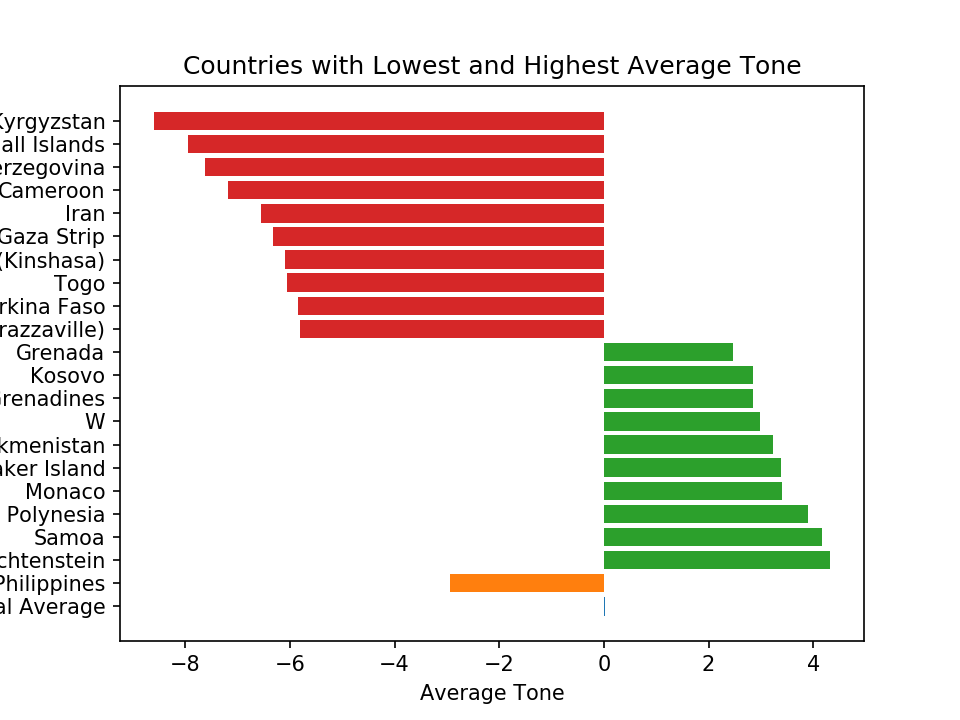 Countries with Lowest and Highest Average Tone
Kyrgyzstan
all Islands
erzegovina
Cameroon
Iran
Gaza Strip
(Kinshasa)
Togo
rkina Faso
razzaville)
Grenada
Kosovo
Grenadines
W
kmenistan
aker Island
Monaco
Polynesia
Samoa
chtenstein
Philippines
al Average
−8 −6 −4 −2 0 2 4
Average Tone